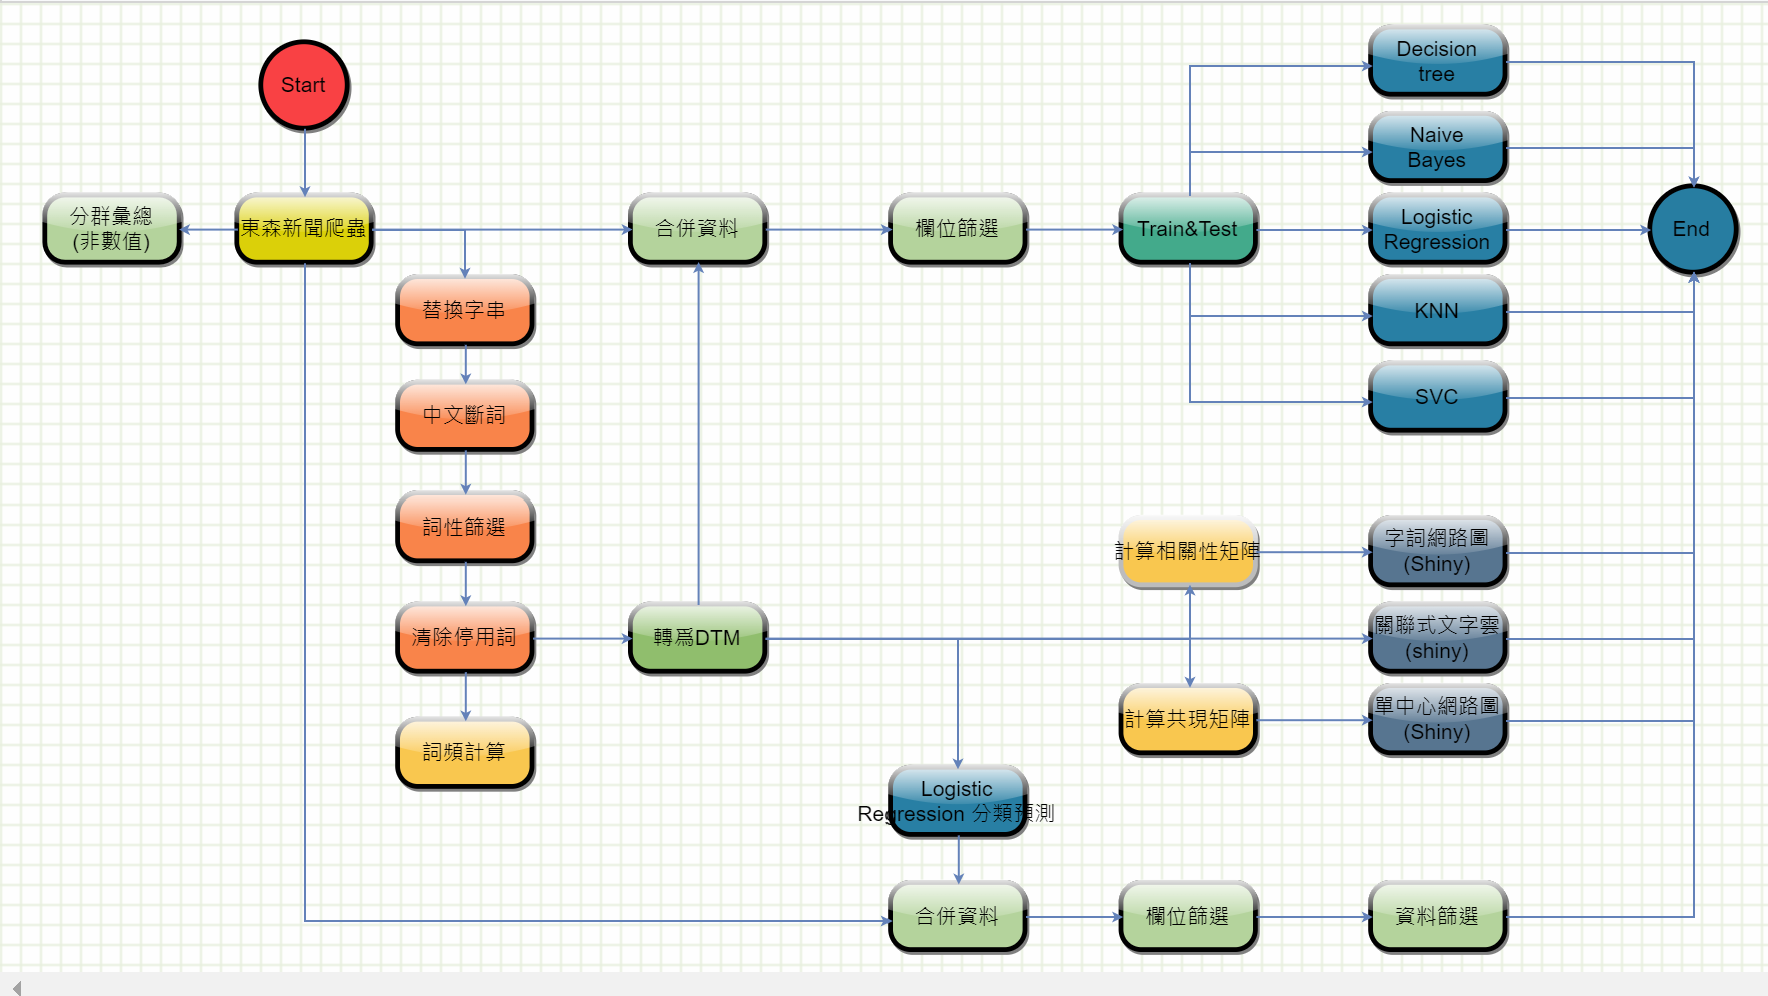 Start
Decision
tree
Naive
Bayes
分群彙總
(非數值)
東森新聞爬蟲
合併資料
欄位篩選
Train&Test
Logistic
Regression
End
替換字串
KNN
中文斷詞
SVC
詞性篩選
計算相關性矩陣
字詞網路圖
(Shiny)
清除停用詞
轉為DTM
關聯式文字雲
(shiny)
計算共現矩陣
單中心網路圖
(Shiny)
詞頻計算
Logistic
Regression 分類預測
合併資料
欄位篩選
資料篩選